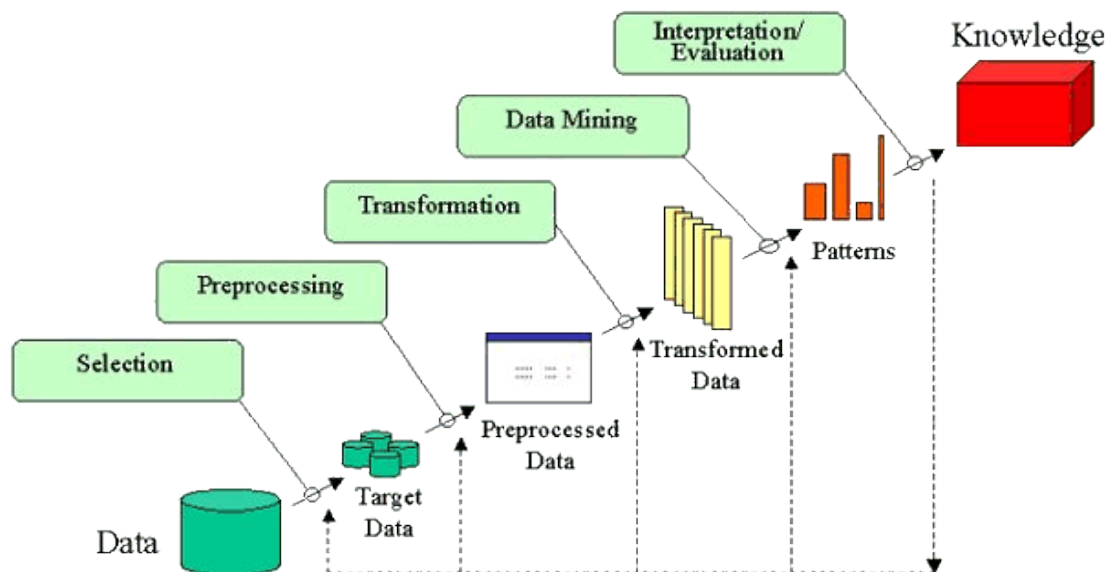 Interpretation/
Evaluation
Knowledge
Data Mining
Transformation
Patterns
Preprocessing
Transformed
Data
Selection
Preprocessed
Data
Target
Data
Data